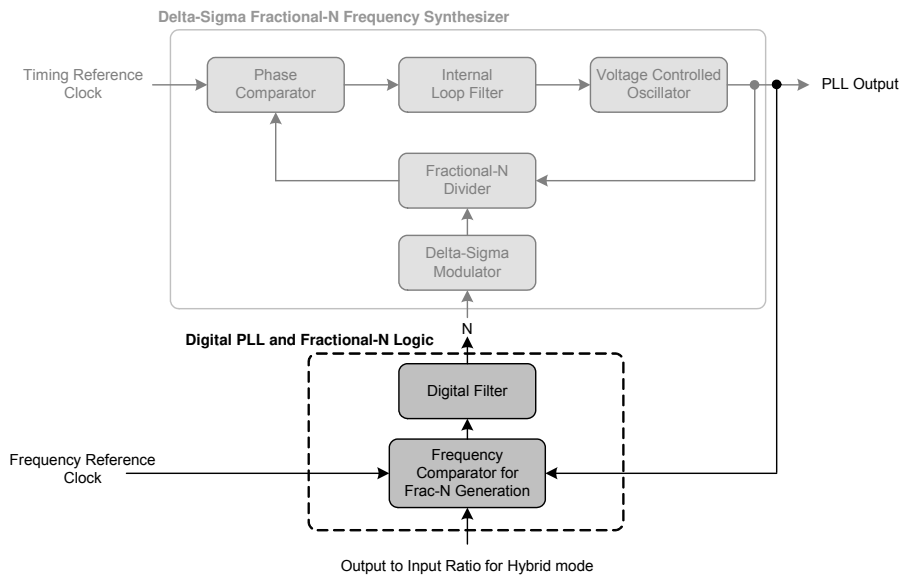 Delta-Sigma Fractional-N Frequency Synthesizer
Timing Reference
Clock
Phase
Comparator
Internal
Loop Filter
Voltage Controlled
Oscillator
PLL Output
Fractional-N
Divider
Delta-Sigma
Modulator
N
Digital PLL and Fractional-N Logic
Digital Filter
Frequency Reference
Clock
Frequency
Comparator for
Frac-N Generation
Output to Input Ratio for Hybrid mode